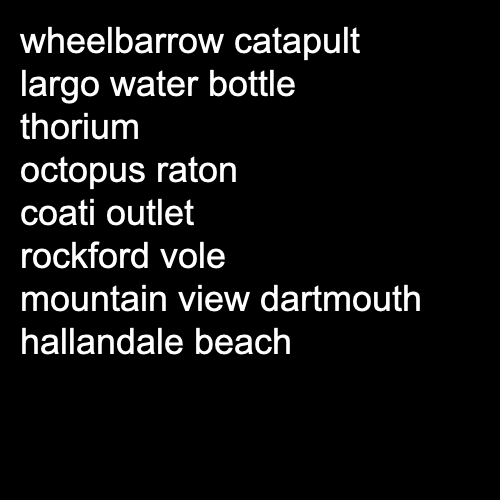 wheelbarrow catapult
largo water bottle
thorium
octopus raton
coati outlet
rockford vole
mountain view dartmouth
hallandale beach